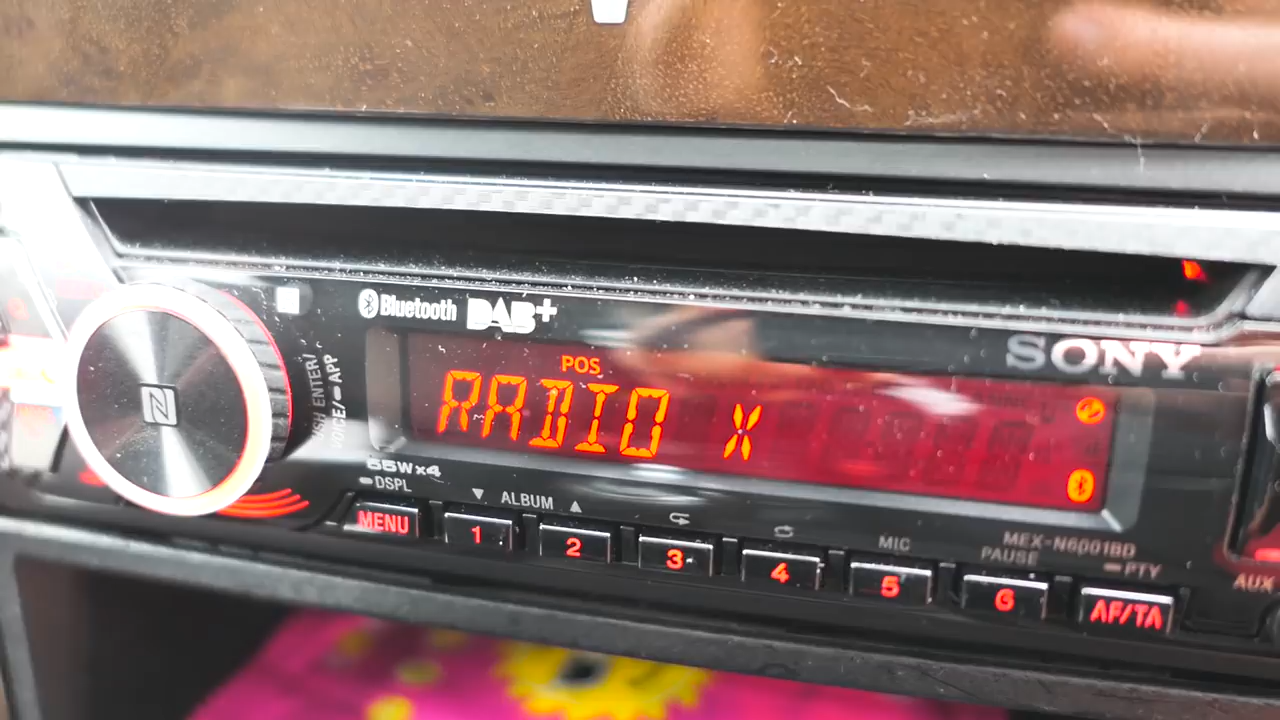 Bluetooth DAB+
SONY
POS
RADIO X
PUSH ENTER/
VOICE/ APP
55W×4
DSPL
ALBUM
MIC
MEX-N6001BD
PAUSE
PTY
MENU
1
2
3
4
5
6
AF/TA
AUX